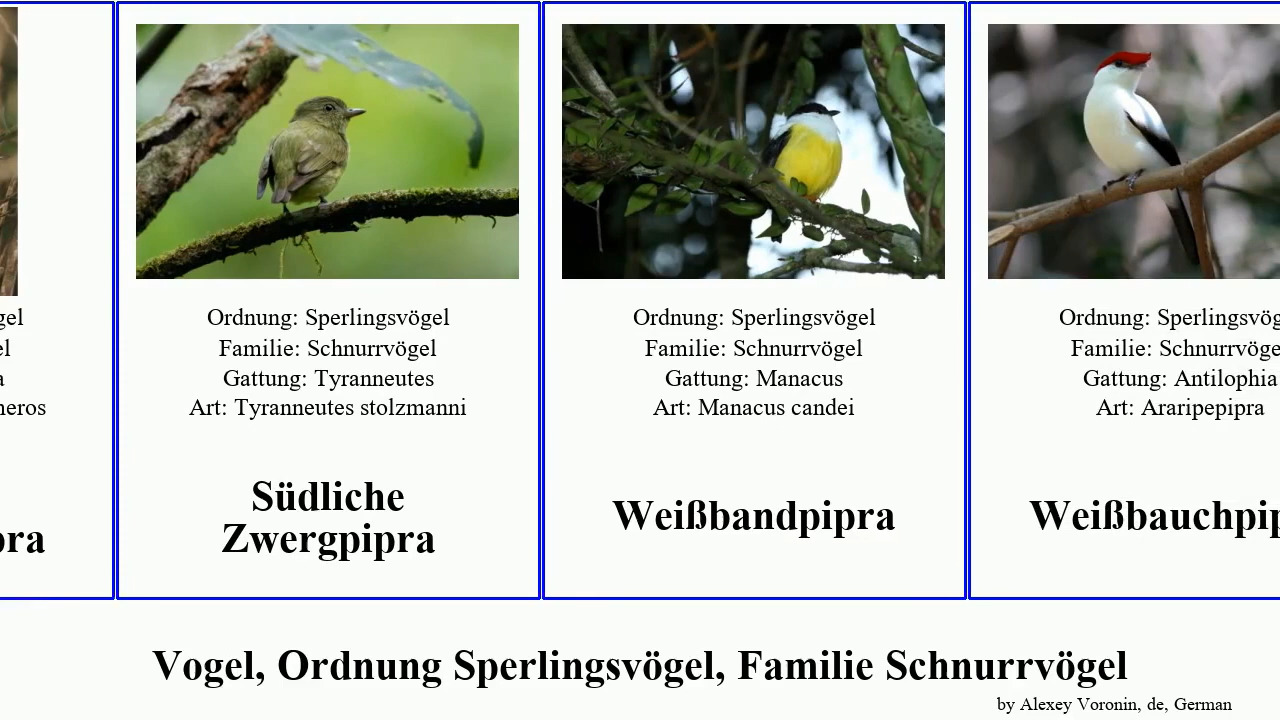 gel
el
a
neros
pra
Ordnung: Sperlingsvögel
Familie: Schnurrvögel
Gattung: Tyranneutes
Art: Tyranneutes stolzmanni
Südliche
Zwergpipra
Ordnung: Sperlingsvögel
Familie: Schnurrvögel
Gattung: Manacus
Art: Manacus candei
Weißbandpipra
Ordnung: Sperlingsvög
Familie: Schnurrvöge
Gattung: Antilophia
Art: Araripepipra
Weißbauchpip
Vogel, Ordnung Sperlingsvögel, Familie Schnurrvögel
by Alexey Voronin, de, German